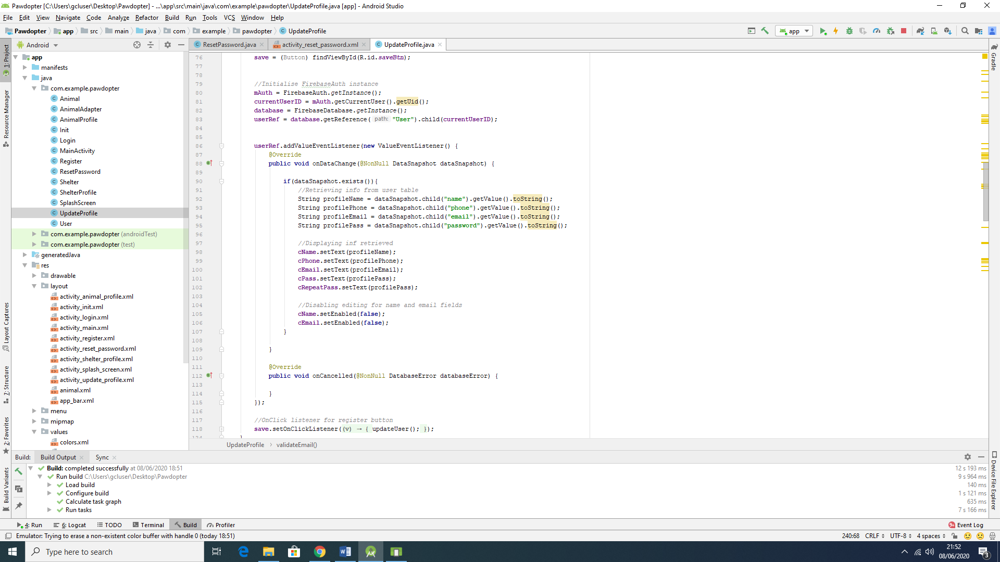 Pawdopter [C:\Users\gcluser\Desktop\Pawdopter] - ...\app\src\main\java\com\example\pawdopter\UpdateProfile.java [app] - Android Studio
File Edit View Navigate Code Analyze Refactor Build Run Tools VCS Window Help
Pawdopter app src main java com example pawdopter UpdateProfile
app
Android
ResetPassword.java activity_reset_password.xml UpdateProfile.java
1: Project
Resource Manager
Layout Captures
7: Structure
2: Favorites
Build Variants
Gradle
Device File Explorer
app
manifests
java
com.example.pawdopter
Animal
AnimalAdapter
AnimalProfile
Init
Login
MainActivity
Register
ResetPassword
Shelter
ShelterProfile
SplashScreen
UpdateProfile
User
com.example.pawdopter (androidTest)
com.example.pawdopter (test)
generatedJava
res
drawable
layout
activity_animal_profile.xml
activity_init.xml
activity_login.xml
activity_main.xml
activity_register.xml
activity_reset_password.xml
activity_shelter_profile.xml
activity_splash_screen.xml
activity_update_profile.xml
animal.xml
app_bar.xml
menu
mipmap
values
colors.xml
76 save = (Button) findViewById(R.id.saveBtn);
77
78
79 //Initialise FirebaseAuth instance
80 mAuth = FirebaseAuth.getInstance();
81 currentUserID = mAuth.getCurrentUser().getUid();
82 database = FirebaseDatabase.getInstance();
83 userRef = database.getReference( path: "User").child(currentUserID);
84
85
86 userRef.addValueEventListener(new ValueEventListener() {
87 @Override
88 public void onDataChange(@NonNull DataSnapshot dataSnapshot) {
89
90 if(dataSnapshot.exists()){
91 //Retrieving info from user table
92 String profileName = dataSnapshot.child("name").getValue().toString();
93 String profilePhone = dataSnapshot.child("phone").getValue().toString();
94 String profileEmail = dataSnapshot.child("email").getValue().toString();
95 String profilePass = dataSnapshot.child("password").getValue().toString();
96
97 //Displaying inf retrieved
98 cName.setText(profileName);
99 cPhone.setText(profilePhone);
100 cEmail.setText(profileEmail);
101 cPass.setText(profilePass);
102 cRepeatPass.setText(profilePass);
103
104 //Disabling editing for name and email fields
105 cName.setEnabled(false);
106 cEmail.setEnabled(false);
107 }
108
109 }
110
111 @Override
112 public void onCancelled(@NonNull DatabaseError databaseError) {
113
114 }
115 });
116
117 //OnClick listener for register button
118 save.setOnClickListener((v) → { updateUser(); });
124 }
UpdateProfile validateEmail()
Build: Build Output Sync
Build: completed successfully at 08/06/2020 18:51 12 s 193 ms
Run build C:\Users\gcluser\Desktop\Pawdopter 9 s 964 ms
Load build 140 ms
Configure build 1 s 121 ms
Calculate task graph 635 ms
Run tasks 7 s 166 ms
4: Run 6: Logcat TODO Terminal Build Profiler 9+ Event Log
Emulator: Trying to erase a non-existent color buffer with handle 0 (today 18:51) 240:68 CRLF UTF-8 4 spaces
Type here to search
21:52
08/06/2020
3